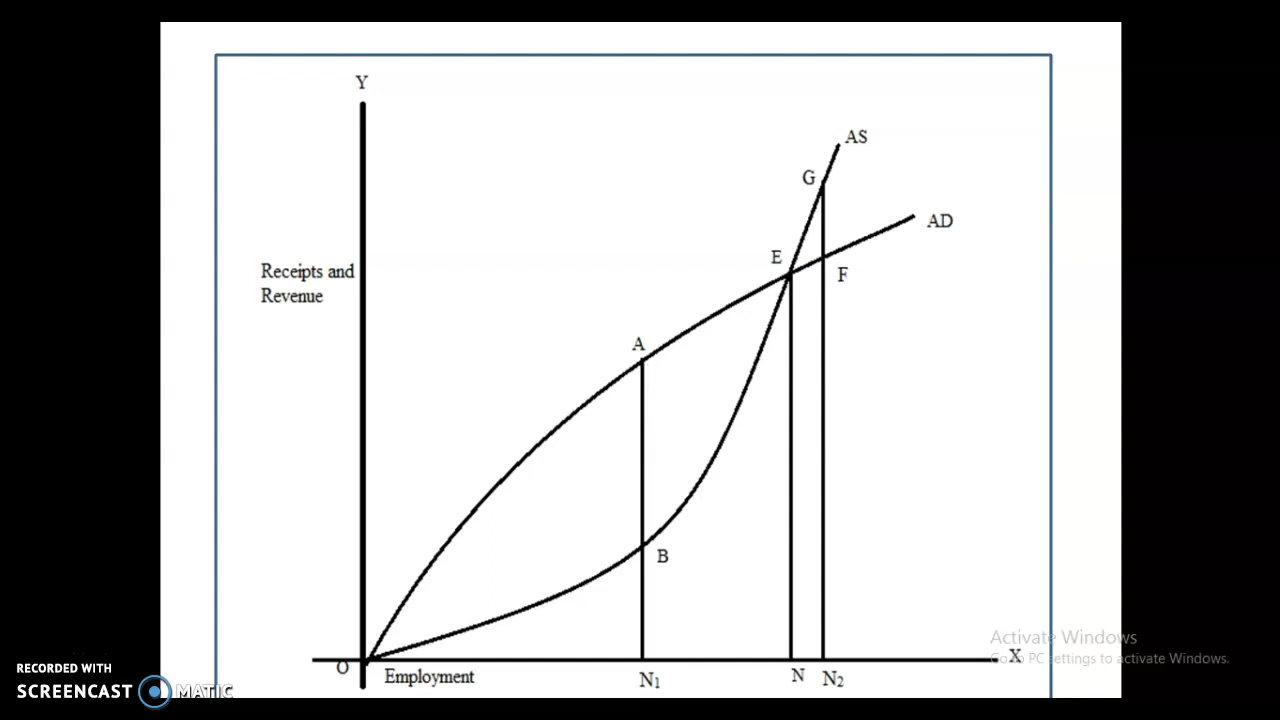 Y
AS
G
AD
E
F
Receipts and
Revenue
A
B
Activate Windows
Go to PC settings to activate Windows.
X
O
Employment
N1
N
N2
RECORDED WITH
SCREENCAST MATIC